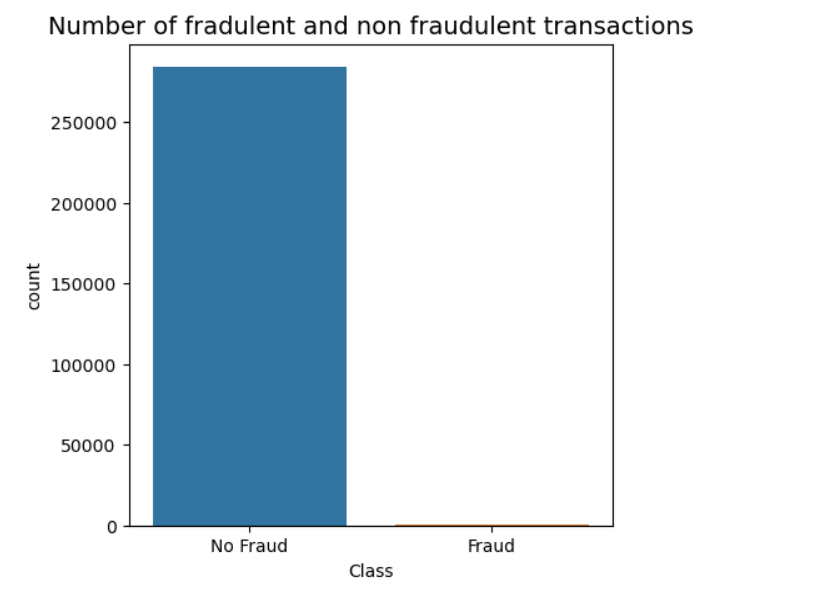 Number of fradulent and non fraudulent transactions
250000
200000
150000
100000
50000
0
count
No Fraud
Fraud
Class